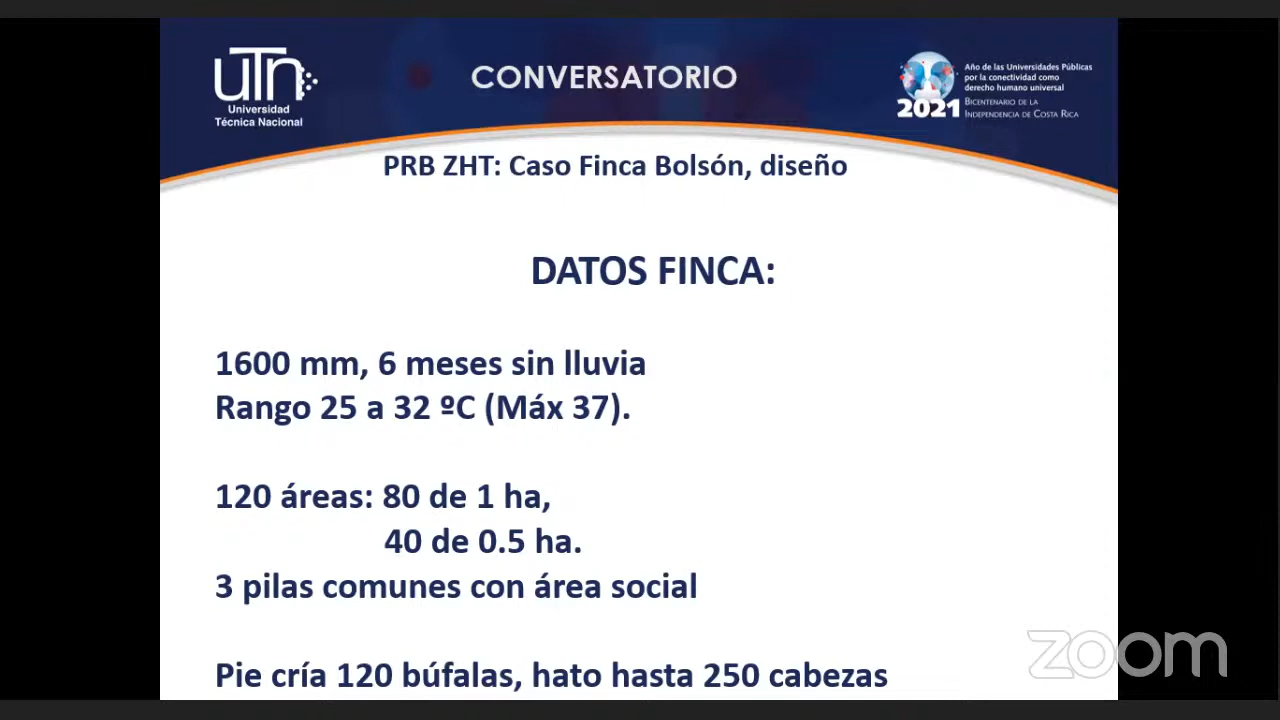 UTN
Universidad
Técnica Nacional
CONVERSATORIO
2021
Año de las Universidades Públicas
por la conectividad como
derecho humano universal
BICENTENARIO DE LA
INDEPENDENCIA DE COSTA RICA
PRB ZHT: Caso Finca Bolsón, diseño
DATOS FINCA:
1600 mm, 6 meses sin lluvia
Rango 25 a 32 ºC (Máx 37).
120 áreas: 80 de 1 ha,
40 de 0.5 ha.
3 pilas comunes con área social
Pie cría 120 búfalas, hato hasta 250 cabezas
zoom